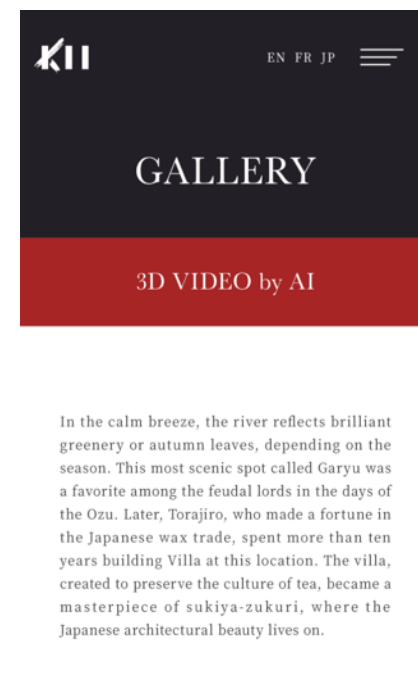 KII
EN FR JP
GALLERY
3D VIDEO by AI
In the calm breeze, the river reflects brilliant
greenery or autumn leaves, depending on the
season. This most scenic spot called Garyu was
a favorite among the feudal lords in the days of
the Ozu. Later, Torajiro, who made a fortune in
the Japanese wax trade, spent more than ten
years building Villa at this location. The villa,
created to preserve the culture of tea, became a
masterpiece of sukiya-zukuri, where the
Japanese architectural beauty lives on.